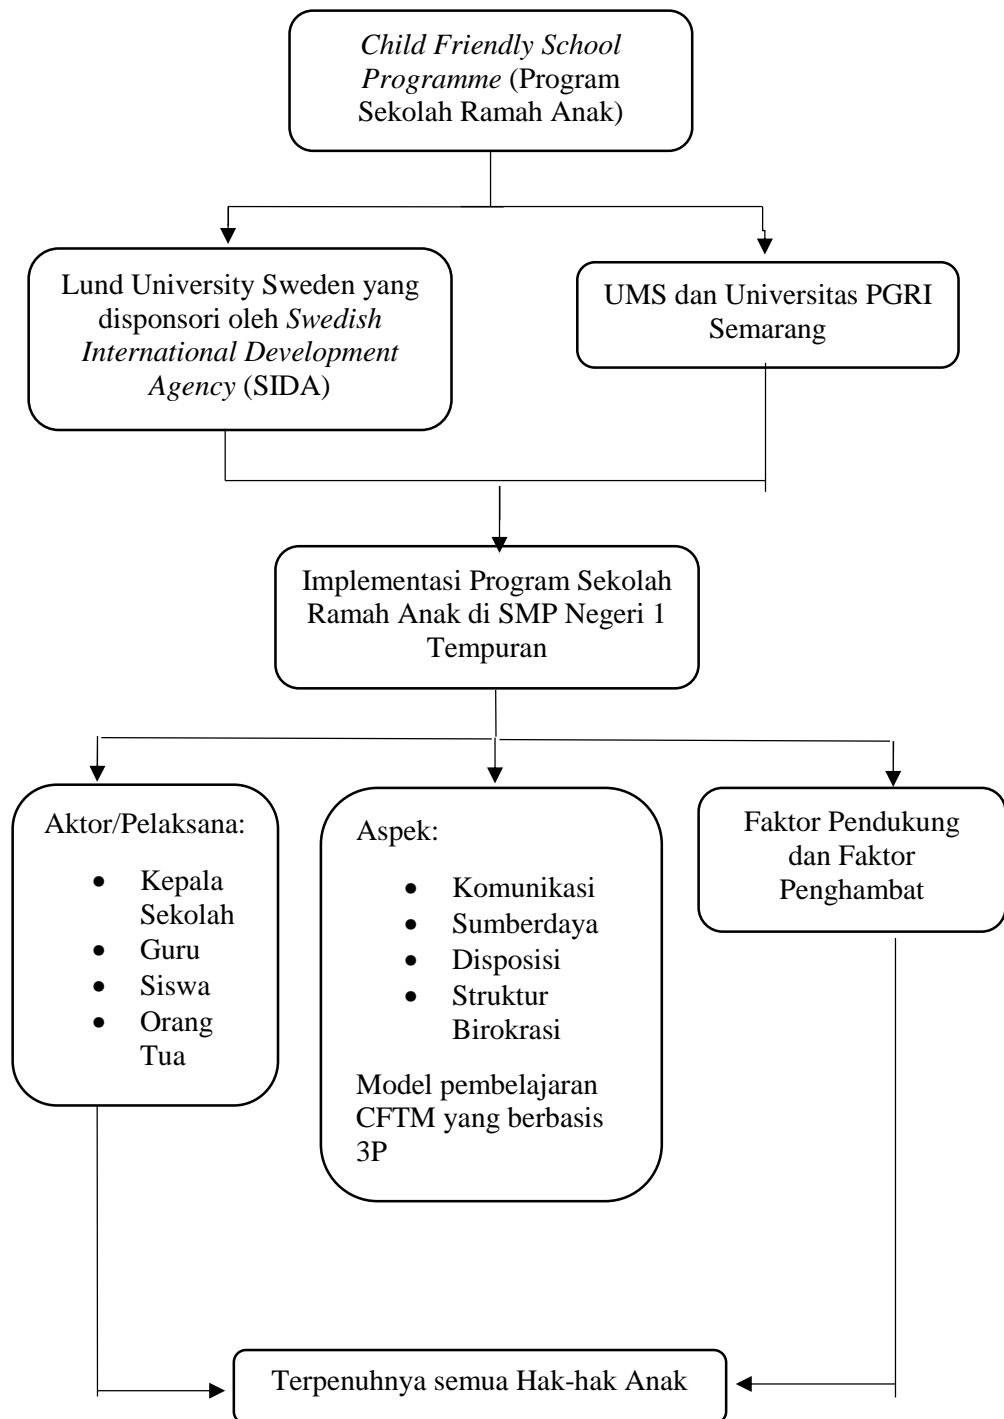 Child Friendly School
Programme (Program
Sekolah Ramah Anak)
Lund University Sweden yang
disponsori oleh Swedish
International Development
Agency (SIDA)
UMS dan Universitas PGRI
Semarang
Implementasi Program Sekolah
Ramah Anak di SMP Negeri 1
Tempuran
Aktor/Pelaksana:
• Kepala
Sekolah
• Guru
• Siswa
• Orang
Tua
Aspek:
• Komunikasi
• Sumberdaya
• Disposisi
• Struktur
Birokrasi
Model pembelajaran
CFTM yang berbasis
3P
Faktor Pendukung
dan Faktor
Penghambat
Terpenuhnya semua Hak-hak Anak